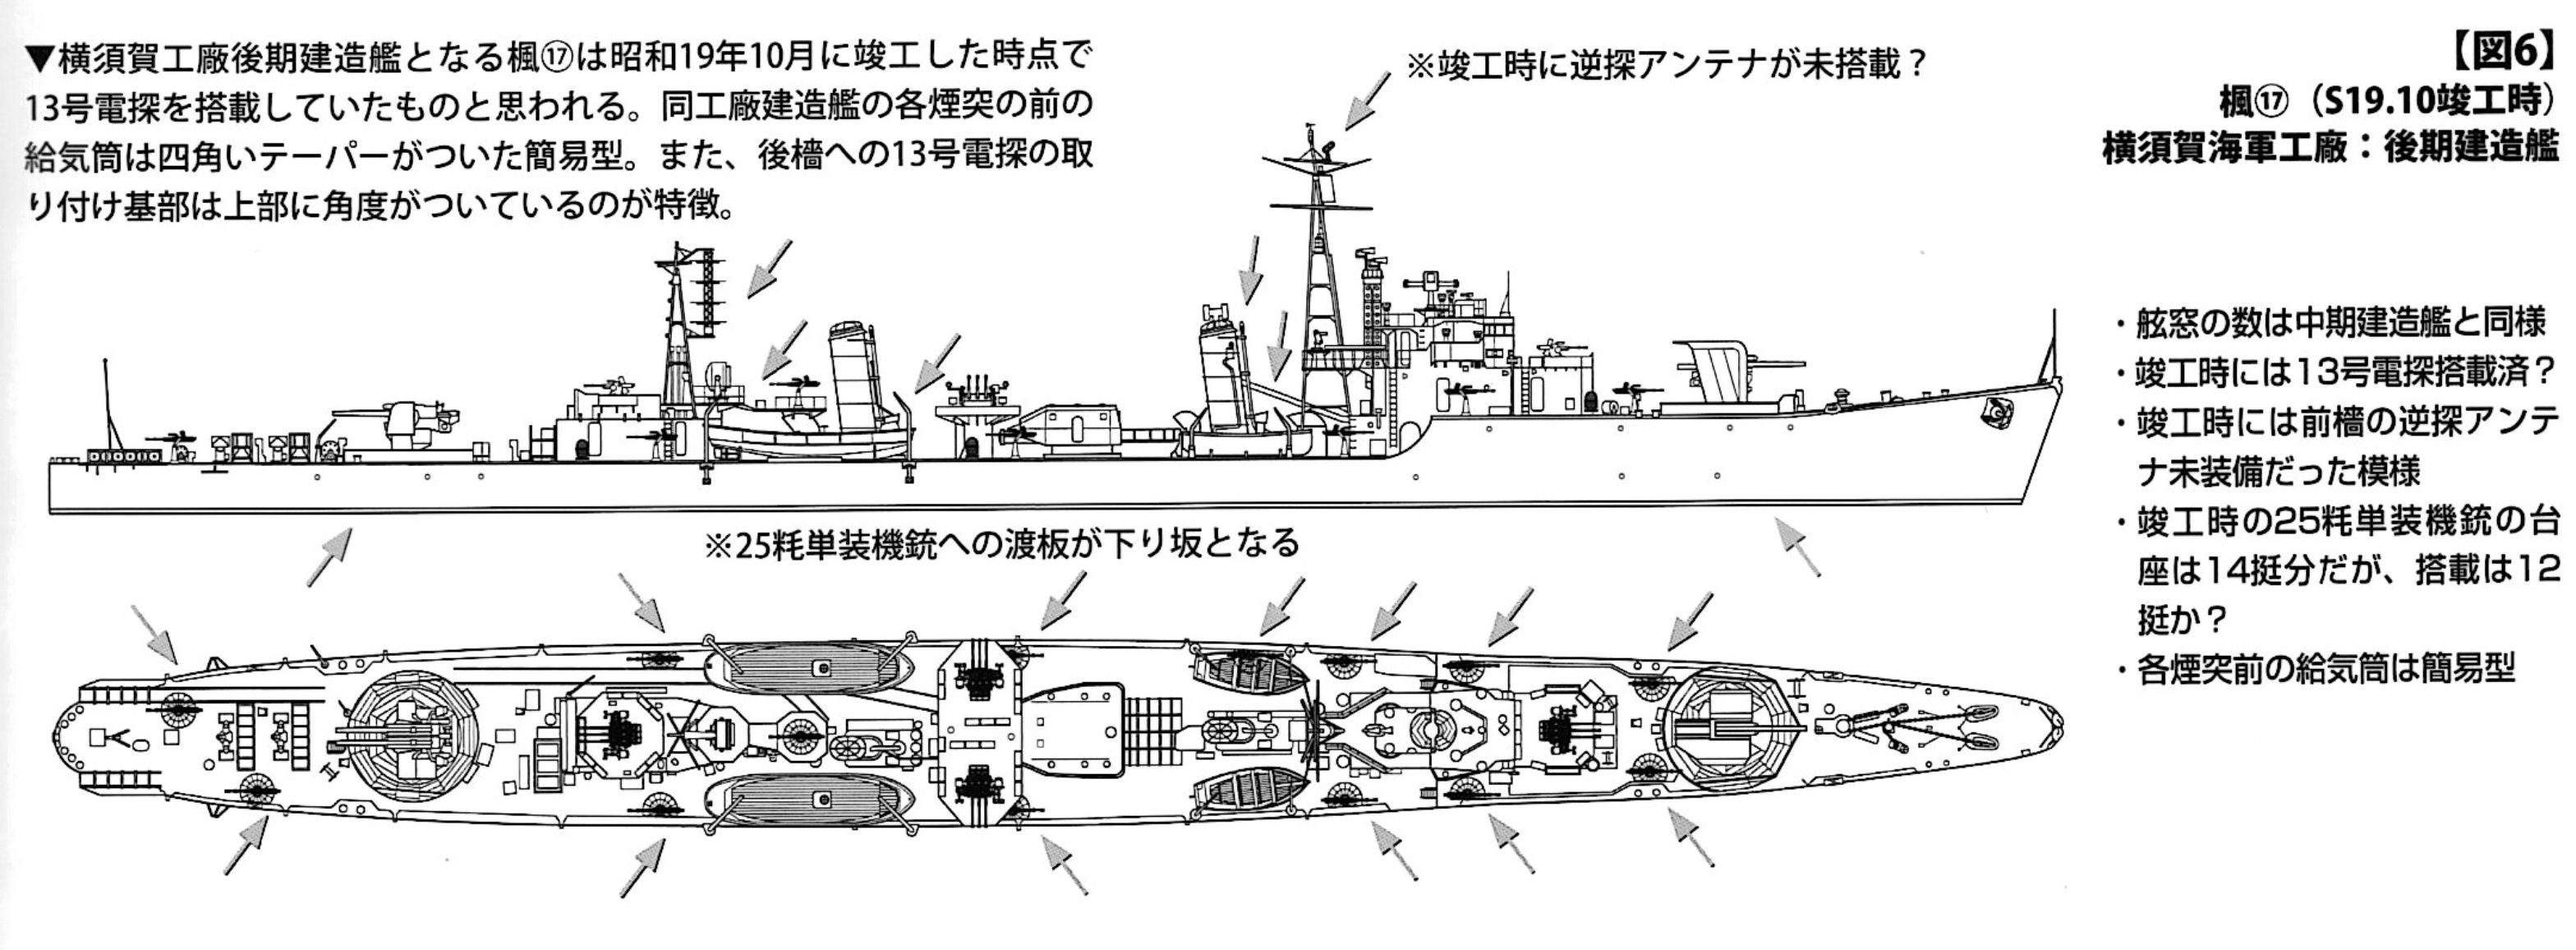 ▼横須賀工廠後期建造艦となる楓⑰は昭和19年10月に竣工した時点で
13号電探を搭載していたものと思われる。同工廠建造艦の各煙突の前の
給気筒は四角いテーパーがついた簡易型。また、後檣への13号電探の取
り付け基部は上部に角度がついているのが特徴。
※竣工時に逆探アンテナが未搭載?
【図6】
楓⑰（S19.10竣工時）
横須賀海軍工廠：後期建造艦
・舷窓の数は中期建造艦と同様
・竣工時には13号電探搭載済?
・竣工時には前檣の逆探アンテ
ナ未装備だった模様
・竣工時の25粍単装機銃の台
座は14挺分だが、搭載は12
挺か?
・各煙突前の給気筒は簡易型
※25粍単装機銃への渡板が下り坂となる